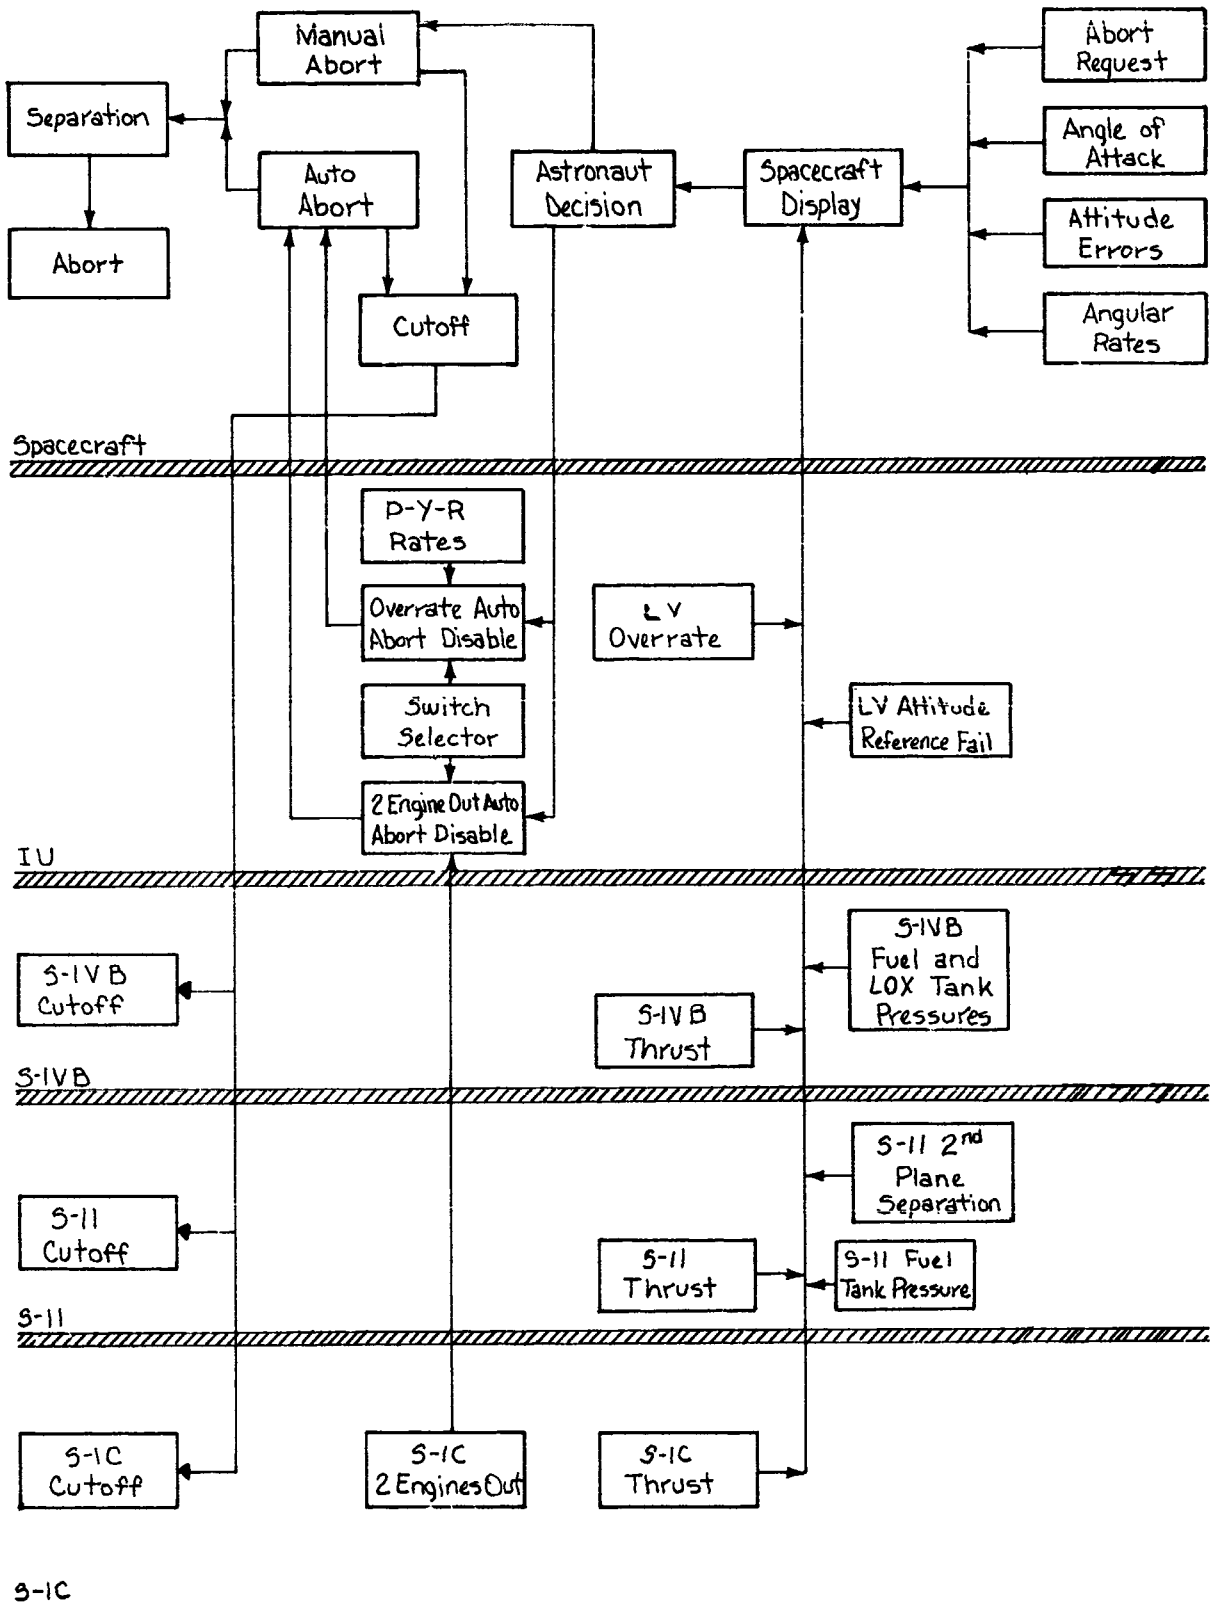 Manual
Abort
Abort
Request
Separation
Angle of
Attack
Auto
Abort
Astronaut
Decision
Spacecraft
Display
Attitude
Errors
Abort
Cutoff
Angular
Rates
Spacecraft
P-Y-R
Rates
Overrate Auto
Abort Disable
LV
Overrate
Switch
Selector
LV Attitude
Reference Fail
2 Engine Out Auto
Abort Disable
IU
S-IVB
Fuel and
LOX Tank
Pressures
S-IVB
Cutoff
S-IVB
Thrust
S-IVB
S-II 2nd
Plane
Separation
S-II
Cutoff
S-II
Thrust
S-II Fuel
Tank Pressure
S-II
S-IC
Cutoff
S-IC
2 Engines Out
S-IC
Thrust
S-IC